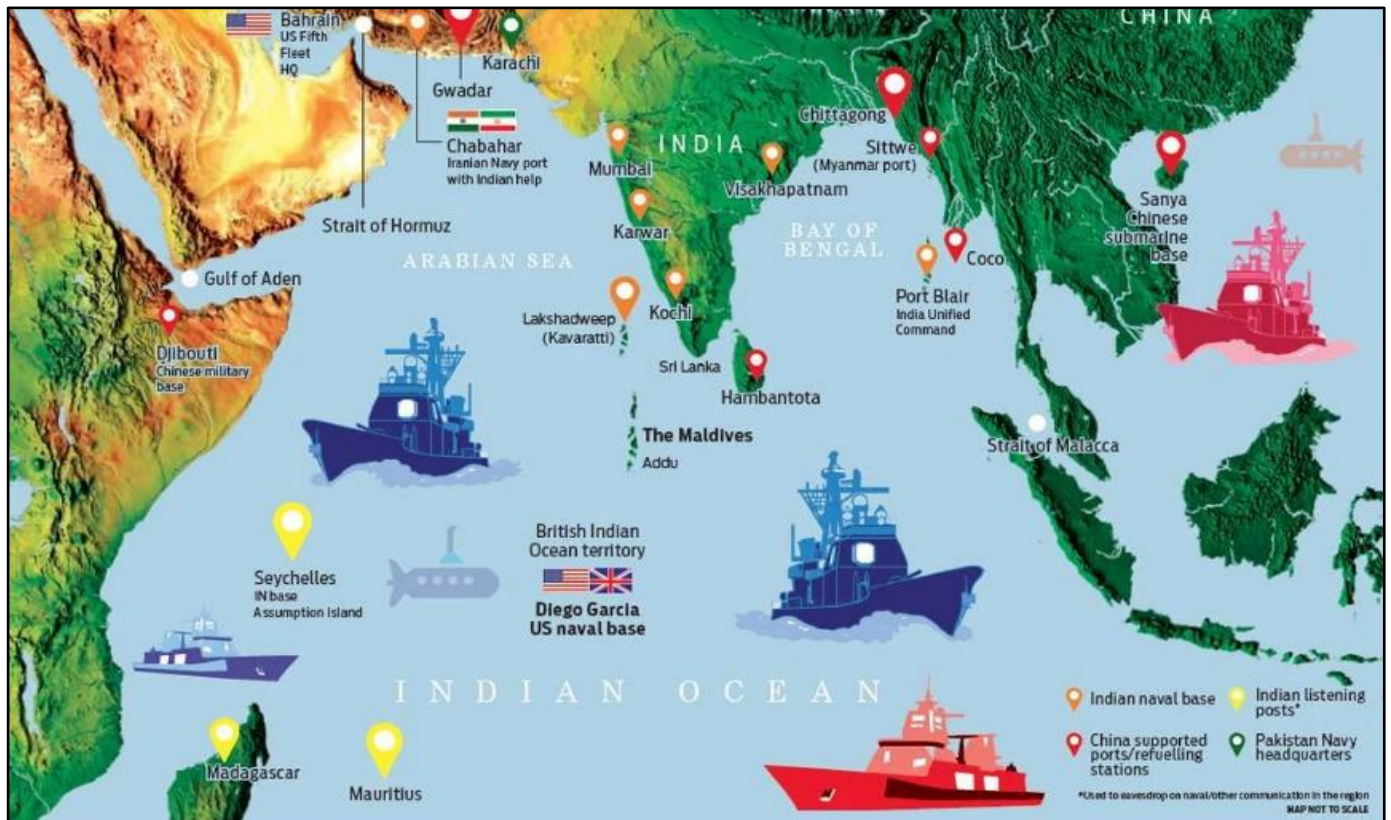 CHINA
Bahrain
US Fifth
Fleet
HQ
Karachi
Gwadar
Chabahar
Iranian Navy port
with Indian help
Strait of Hormuz
Gulf of Aden
Djibouti
Chinese military
base
ARABIAN SEA
INDIA
Mumbai
Visakhapatnam
Karwar
Kochi
Lakshadweep
(Kavaratti)
Sri Lanka
Hambantota
The Maldives
Addu
Chittagong
Sittwe
(Myanmar port)
BAY OF
BENGAL
Coco
Port Blair
India Unified
Command
Sanya
Chinese
submarine
base
Strait of Malacca
British Indian
Ocean territory
Diego Garcia
US naval base
Seychelles
IN base
Assumption Island
INDIAN OCEAN
Madagascar
Mauritius
Indian naval base
Indian listening
posts*
China supported
ports/refuelling
stations
Pakistan Navy
headquarters
*Used to eavesdrop on naval/other communication in the region
MAP NOT TO SCALE